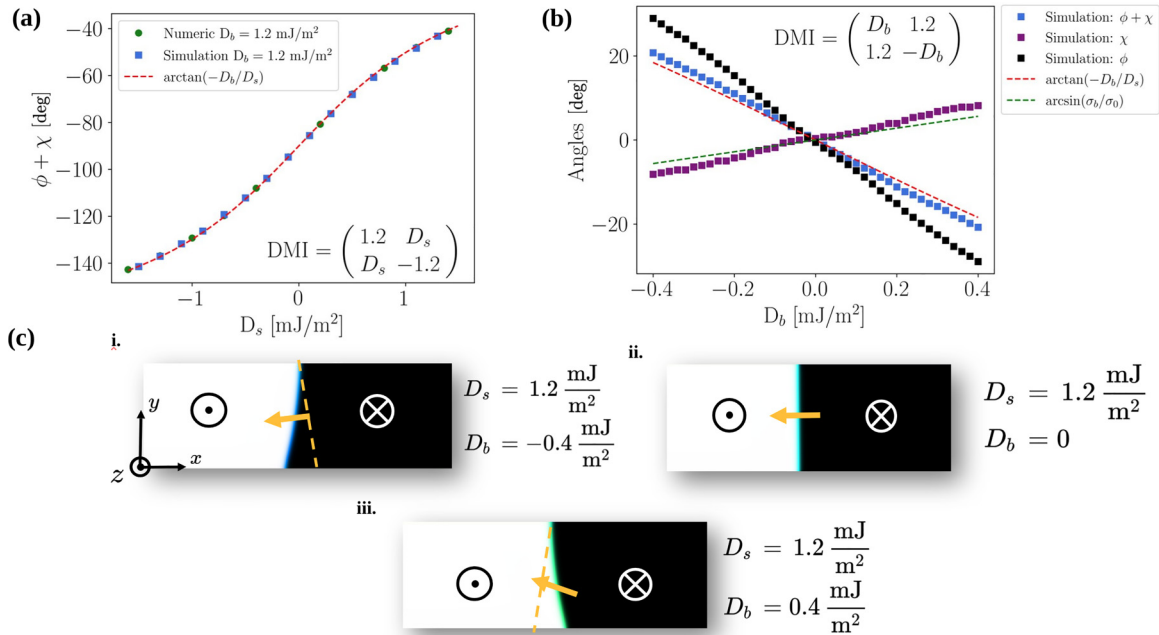 (a)
Numeric D_b = 1.2 mJ/m²
Simulation D_b = 1.2 mJ/m²
arctan(−D_b/D_s)
−40
−60
−80
−100
−120
−140
ϕ + χ [deg]
DMI = ( 1.2 D_s
D_s −1.2 )
−1 0 1
D_s [mJ/m²]
(b)
DMI = ( D_b 1.2
1.2 −D_b )
20
0
−20
Angles [deg]
−0.4 −0.2 0.0 0.2 0.4
D_b [mJ/m²]
Simulation: ϕ + χ
Simulation: χ
Simulation: ϕ
arctan(−D_b/D_s)
arcsin(σ_b/σ_0)
(c)
i.
y
x
z
D_s = 1.2 mJ/m²
D_b = −0.4 mJ/m²
ii.
D_s = 1.2 mJ/m²
D_b = 0
iii.
D_s = 1.2 mJ/m²
D_b = 0.4 mJ/m²